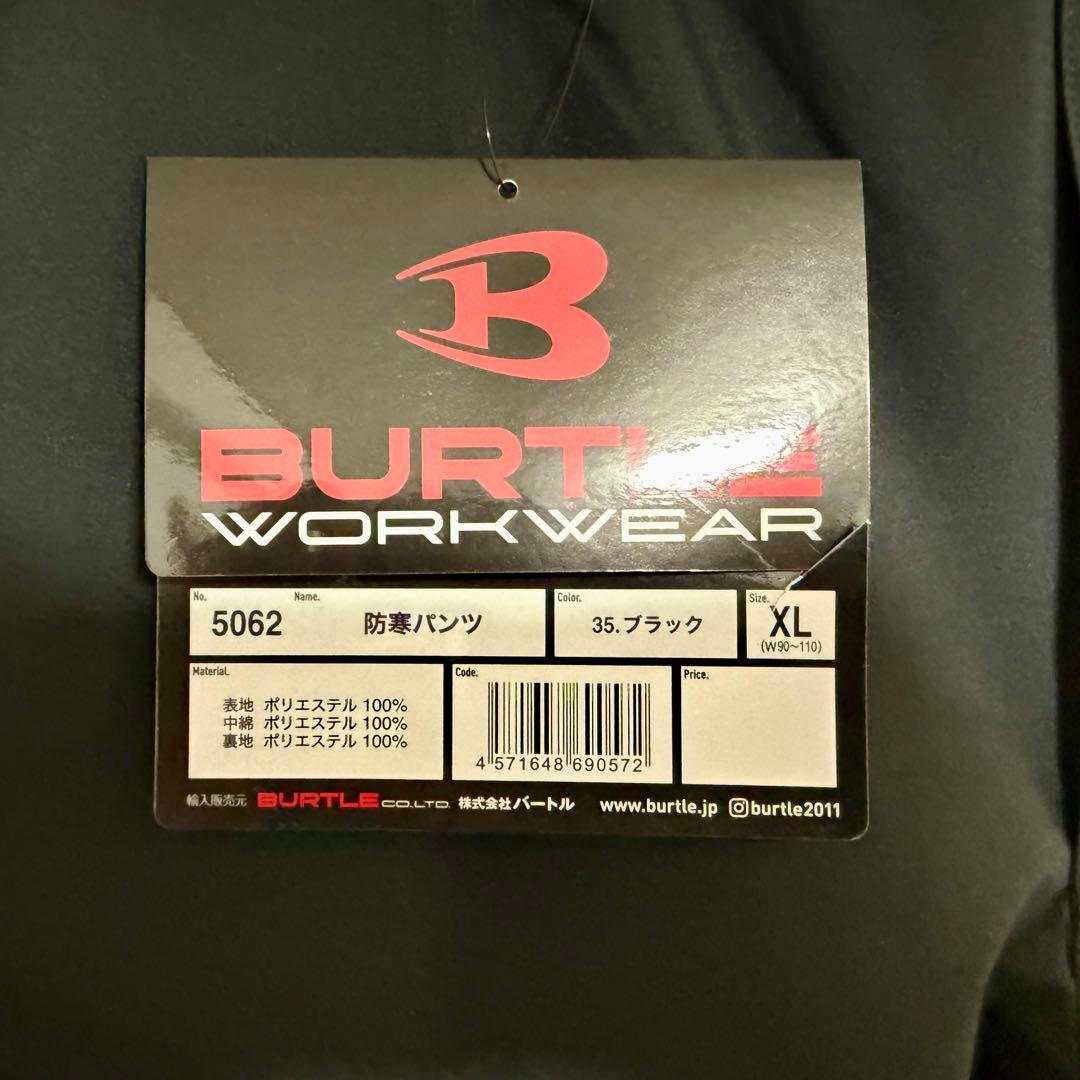 B
BURTLE
WORKWEAR
No. Name. Color. Size.
5062 防寒パンツ 35.ブラック XL
(W90~110)
Material. Code. Price.
表地 ポリエステル 100%
中綿 ポリエステル 100%
裏地 ポリエステル 100%
4 571648 690572
輸入販売元 BURTLE CO.,LTD. 株式会社バートル www.burtle.jp burtle2011